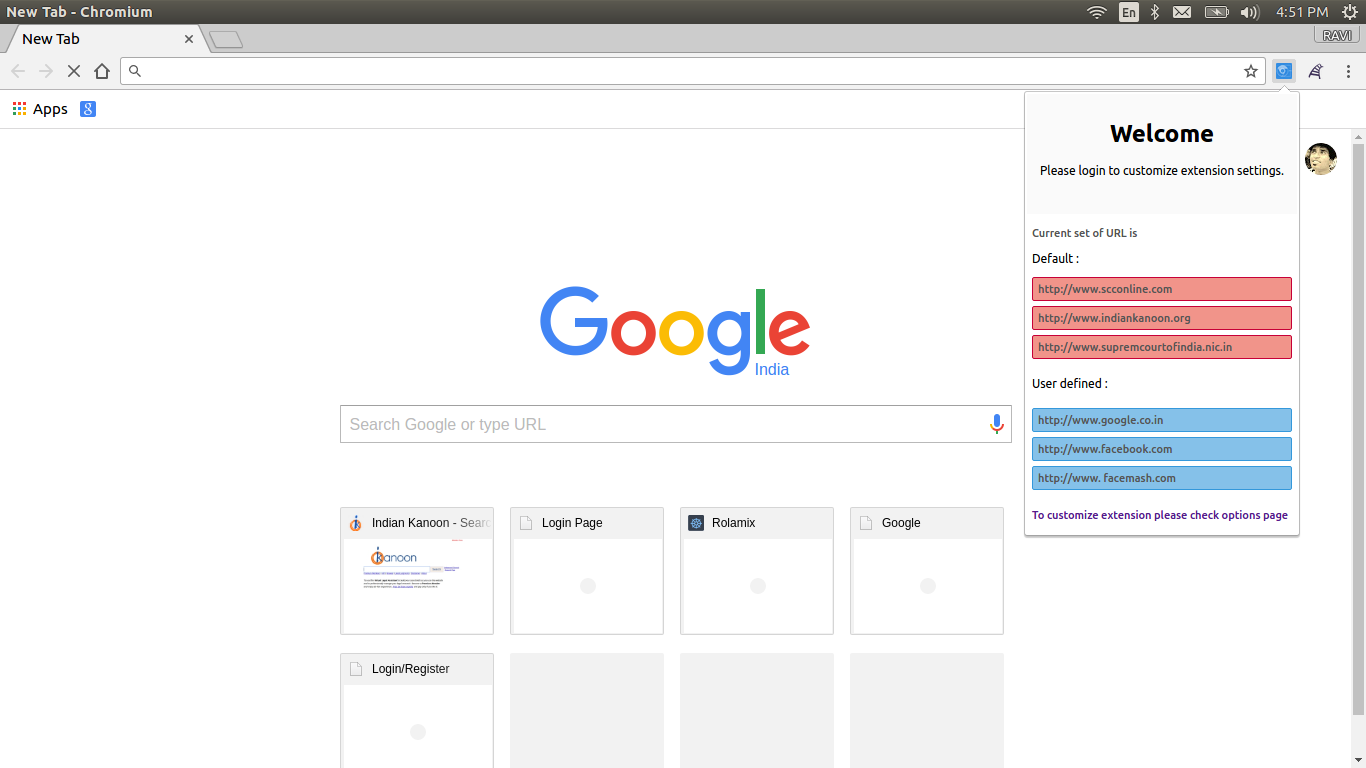 New Tab - Chromium
En
4:51 PM
New Tab
RAVI
Apps
8
Welcome
Please login to customize extension settings.
Current set of URL is
Default :
http://www.scconline.com
http://www.indiankanoon.org
http://www.supremcourtofindia.nic.in
User defined :
http://www.google.co.in
http://www.facebook.com
http://www. facemash.com
To customize extension please check options page
Google
India
Search Google or type URL
Indian Kanoon - Searc
kanoon
Login Page
Rolamix
Google
Login/Register